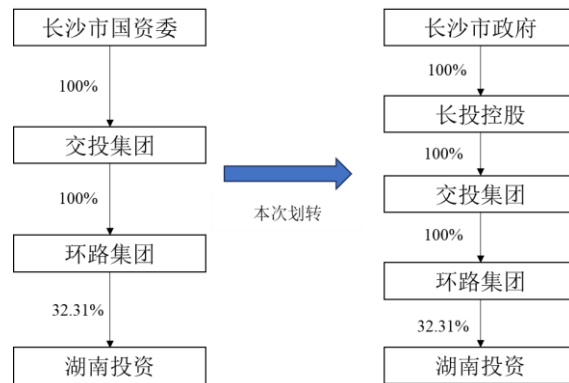 长沙市国资委
100%
交投集团
100%
环路集团
32.31%
湖南投资
本次划转
长沙市政府
100%
长投控股
100%
交投集团
100%
环路集团
32.31%
湖南投资